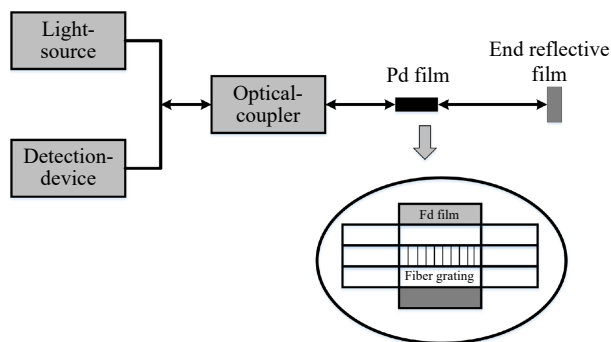 Light-
source
Optical-
coupler
Detection-
device
Pd film
End reflective
film
Fd film
Fiber grating